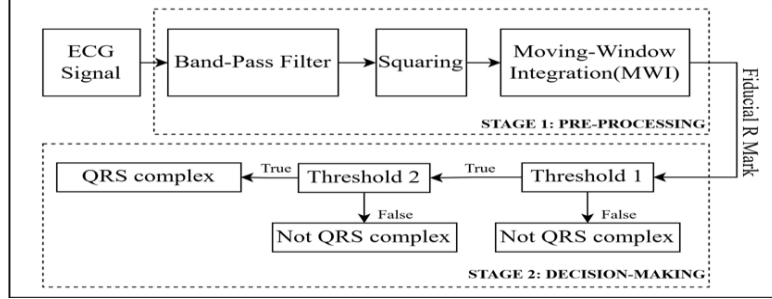 ECG
Signal
Band-Pass Filter
Squaring
Moving-Window
Integration(MWI)
STAGE 1: PRE-PROCESSING
Fiducial R Mark
QRS complex
True
Threshold 2
True
Threshold 1
False
False
Not QRS complex
Not QRS complex
STAGE 2: DECISION-MAKING